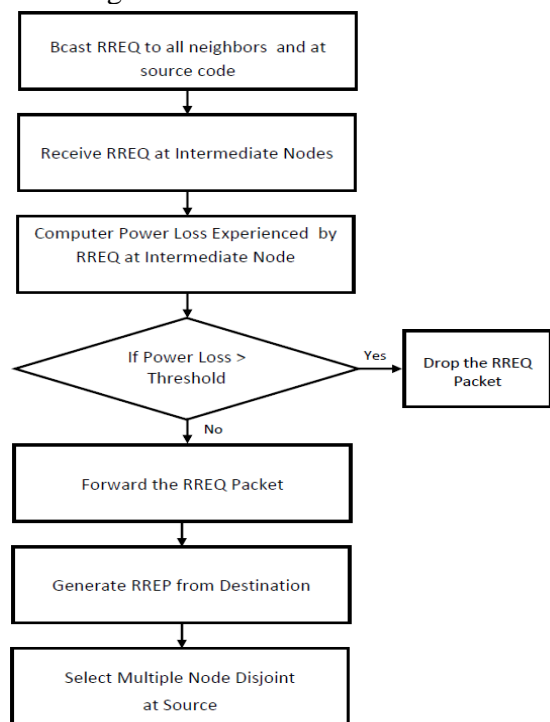 Bcast RREQ to all neighbors and at
source code
Receive RREQ at Intermediate Nodes
Computer Power Loss Experienced by
RREQ at Intermediate Node
If Power Loss >
Threshold
Yes
Drop the RREQ
Packet
No
Forward the RREQ Packet
Generate RREP from Destination
Select Multiple Node Disjoint
at Source